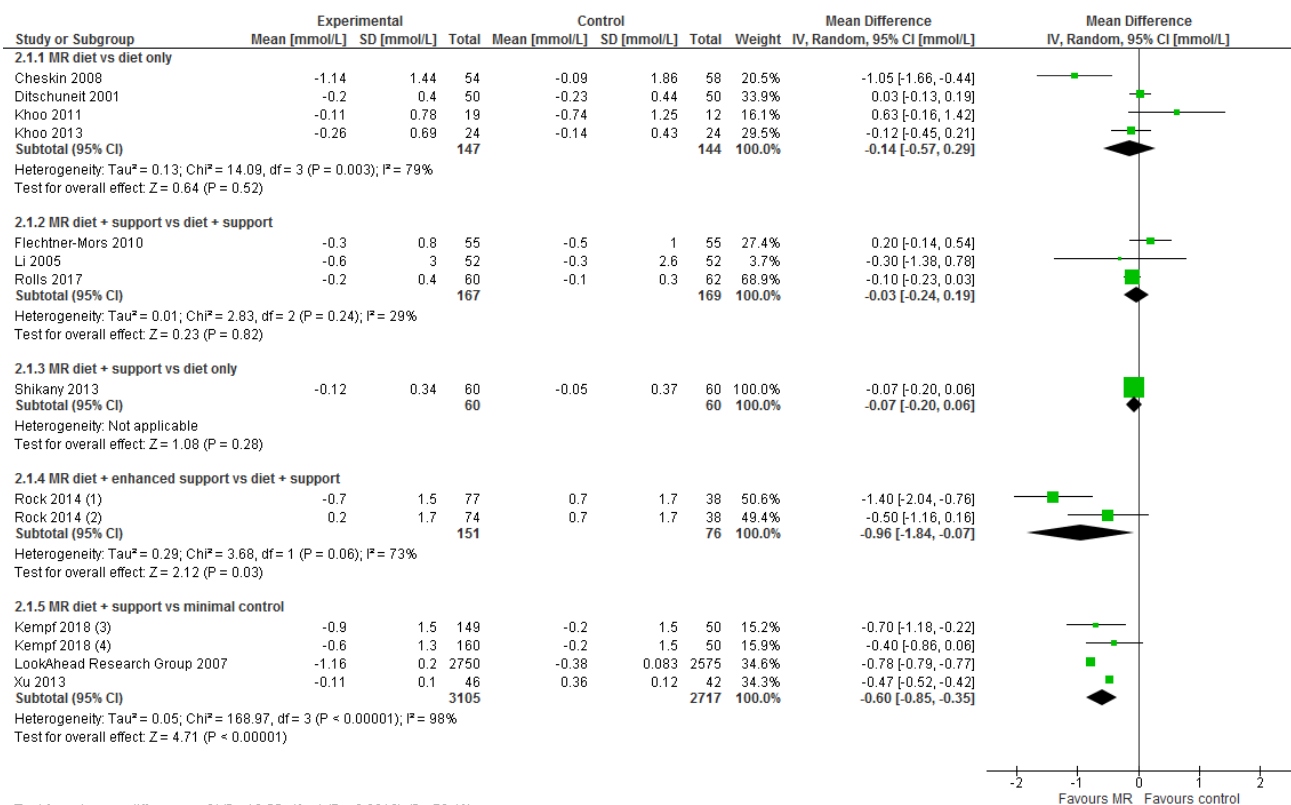 Experimental Control Mean Difference Mean Difference
Study or Subgroup Mean [mmol/L] SD [mmol/L] Total Mean [mmol/L] SD [mmol/L] Total Weight IV, Random, 95% CI [mmol/L] IV, Random, 95% CI [mmol/L]
2.1.1 MR diet vs diet only
Cheskin 2008 -1.14 1.44 54 -0.09 1.86 58 20.5% -1.05 [-1.66, -0.44]
Ditschuneit 2001 -0.2 0.4 50 -0.23 0.44 50 33.9% 0.03 [-0.13, 0.19]
Khoo 2011 -0.11 0.78 19 -0.74 1.25 12 16.1% 0.63 [-0.16, 1.42]
Khoo 2013 -0.26 0.69 24 -0.14 0.43 24 29.5% -0.12 [-0.45, 0.21]
Subtotal (95% CI) 147 144 100.0% -0.14 [-0.57, 0.29]
Heterogeneity: Tau² = 0.13; Chi² = 14.09, df = 3 (P = 0.003); I² = 79%
Test for overall effect: Z = 0.64 (P = 0.52)
2.1.2 MR diet + support vs diet + support
Flechtner-Mors 2010 -0.3 0.8 55 -0.5 1 55 27.4% 0.20 [-0.14, 0.54]
Li 2005 -0.6 3 52 -0.3 2.6 52 3.7% -0.30 [-1.38, 0.78]
Rolls 2017 -0.2 0.4 60 -0.1 0.3 62 68.9% -0.10 [-0.23, 0.03]
Subtotal (95% CI) 167 169 100.0% -0.03 [-0.24, 0.19]
Heterogeneity: Tau² = 0.01; Chi² = 2.83, df = 2 (P = 0.24); I² = 29%
Test for overall effect: Z = 0.23 (P = 0.82)
2.1.3 MR diet + support vs diet only
Shikany 2013 -0.12 0.34 60 -0.05 0.37 60 100.0% -0.07 [-0.20, 0.06]
Subtotal (95% CI) 60 60 100.0% -0.07 [-0.20, 0.06]
Heterogeneity: Not applicable
Test for overall effect: Z = 1.08 (P = 0.28)
2.1.4 MR diet + enhanced support vs diet + support
Rock 2014 (1) -0.7 1.5 77 0.7 1.7 38 50.6% -1.40 [-2.04, -0.76]
Rock 2014 (2) 0.2 1.7 74 0.7 1.7 38 49.4% -0.50 [-1.16, 0.16]
Subtotal (95% CI) 151 76 100.0% -0.96 [-1.84, -0.07]
Heterogeneity: Tau² = 0.29; Chi² = 3.68, df = 1 (P = 0.06); I² = 73%
Test for overall effect: Z = 2.12 (P = 0.03)
2.1.5 MR diet + support vs minimal control
Kempf 2018 (3) -0.9 1.5 149 -0.2 1.5 50 15.2% -0.70 [-1.18, -0.22]
Kempf 2018 (4) -0.6 1.3 160 -0.2 1.5 50 15.9% -0.40 [-0.86, 0.06]
LookAhead Research Group 2007 -1.16 0.2 2750 -0.38 0.083 2575 34.6% -0.78 [-0.79, -0.77]
Xu 2013 -0.11 0.1 46 0.36 0.12 42 34.3% -0.47 [-0.52, -0.42]
Subtotal (95% CI) 3105 2717 100.0% -0.60 [-0.85, -0.35]
Heterogeneity: Tau² = 0.05; Chi² = 168.97, df = 3 (P < 0.00001); I² = 98%
Test for overall effect: Z = 4.71 (P < 0.00001)
-2 -1 0 1 2
Favours MR Favours control